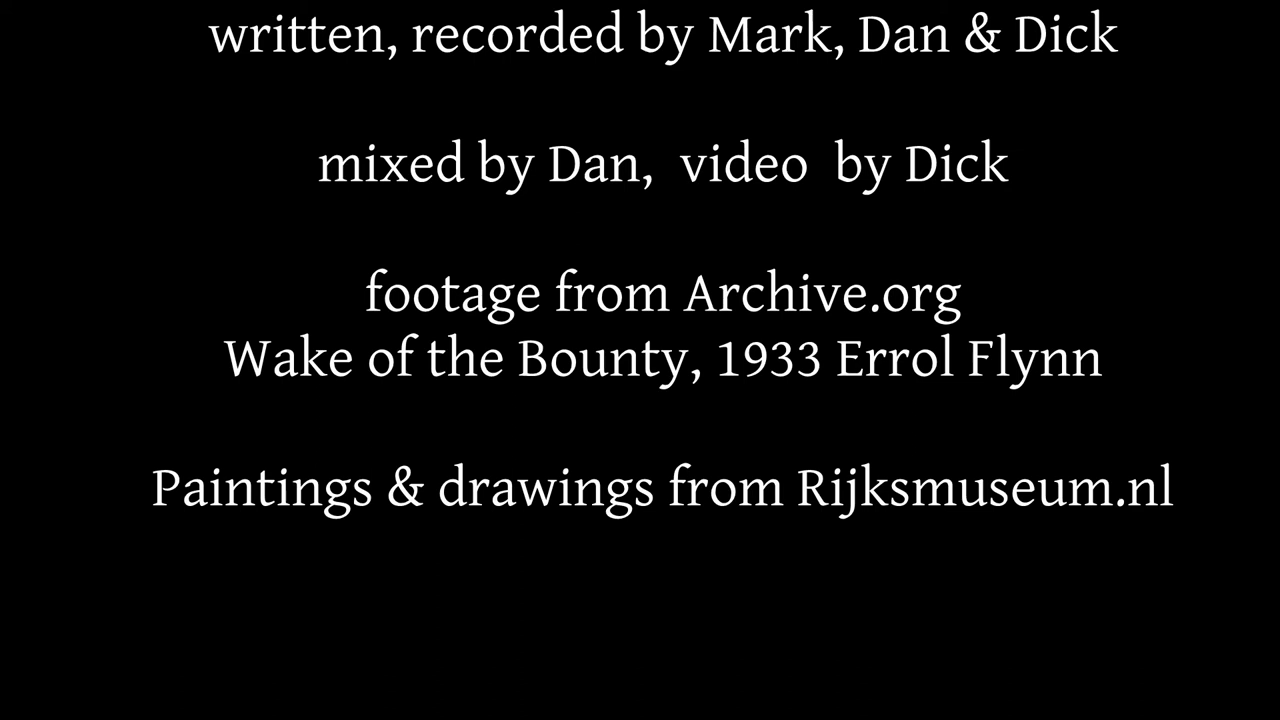 written, recorded by Mark, Dan & Dick
mixed by Dan,  video  by Dick
footage from Archive.org
Wake of the Bounty, 1933 Errol Flynn
Paintings & drawings from Rijksmuseum.nl